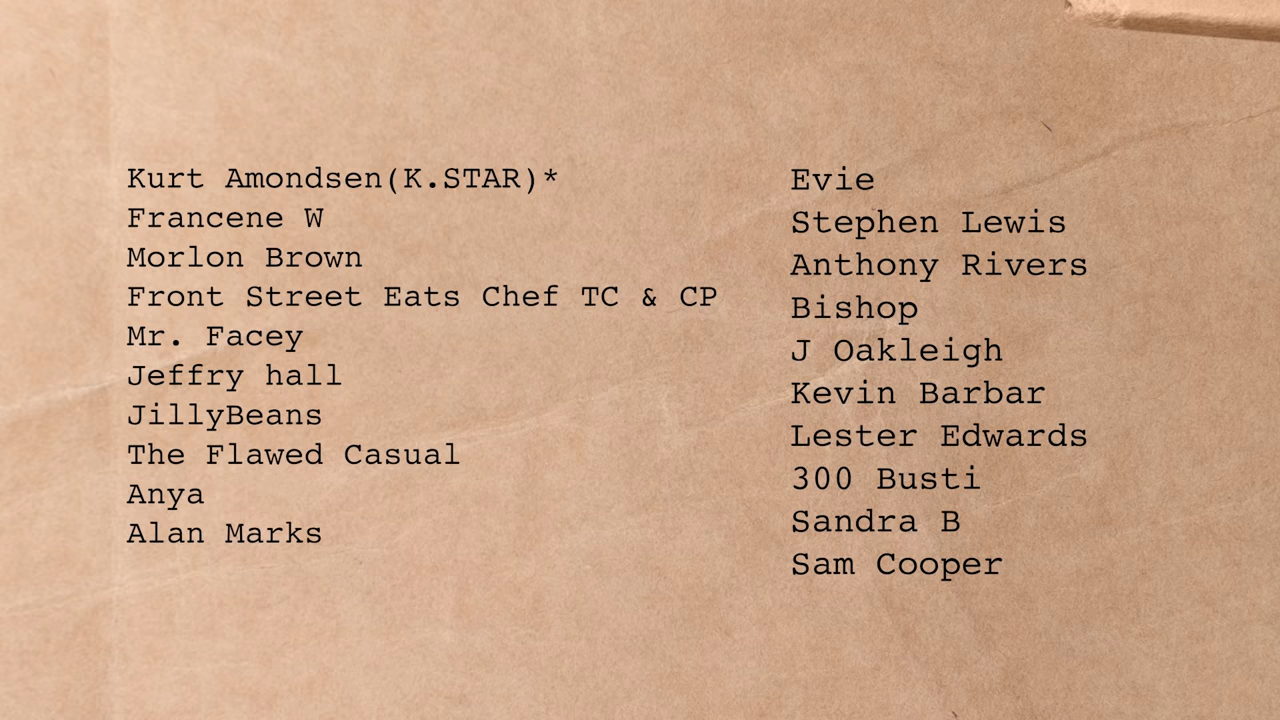 Kurt Amondsen(K.STAR)*
Francene W
Morlon Brown
Front Street Eats Chef TC & CP
Mr. Facey
Jeffry hall
JillyBeans
The Flawed Casual
Anya
Alan Marks
Evie
Stephen Lewis
Anthony Rivers
Bishop
J Oakleigh
Kevin Barbar
Lester Edwards
300 Busti
Sandra B
Sam Cooper